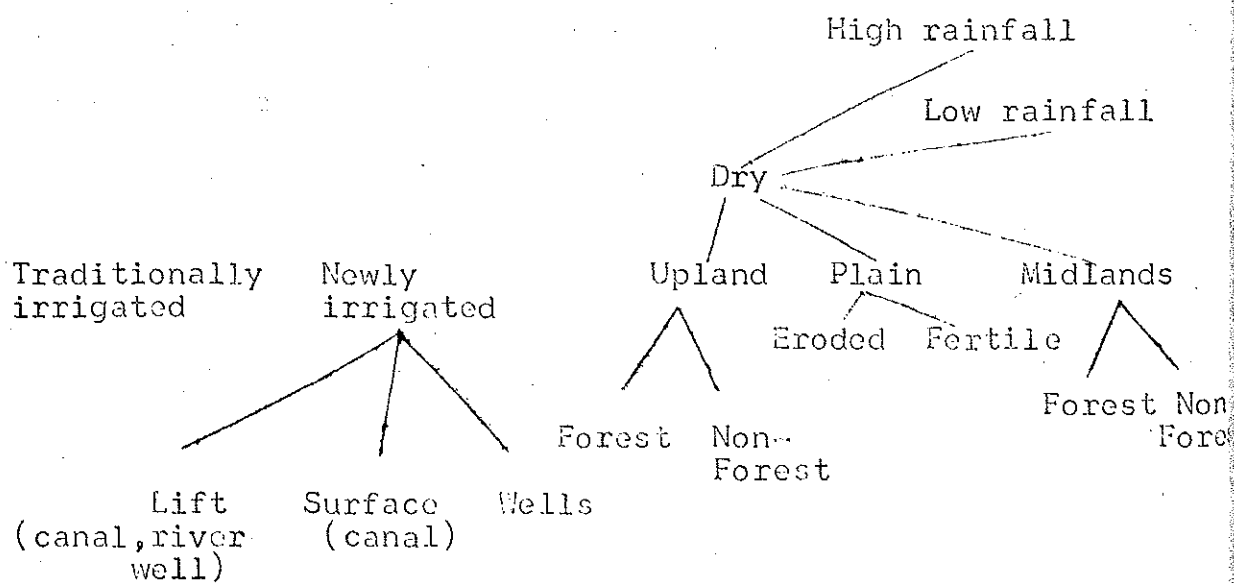 High rainfall
Low rainfall
Dry
Traditionally Newly Upland Plain Midlands
irrigated irrigated
Eroded Fertile
Forest Non
Fore
Forest Non-
Forest
Lift Surface Wells
(canal,river (canal)
well)